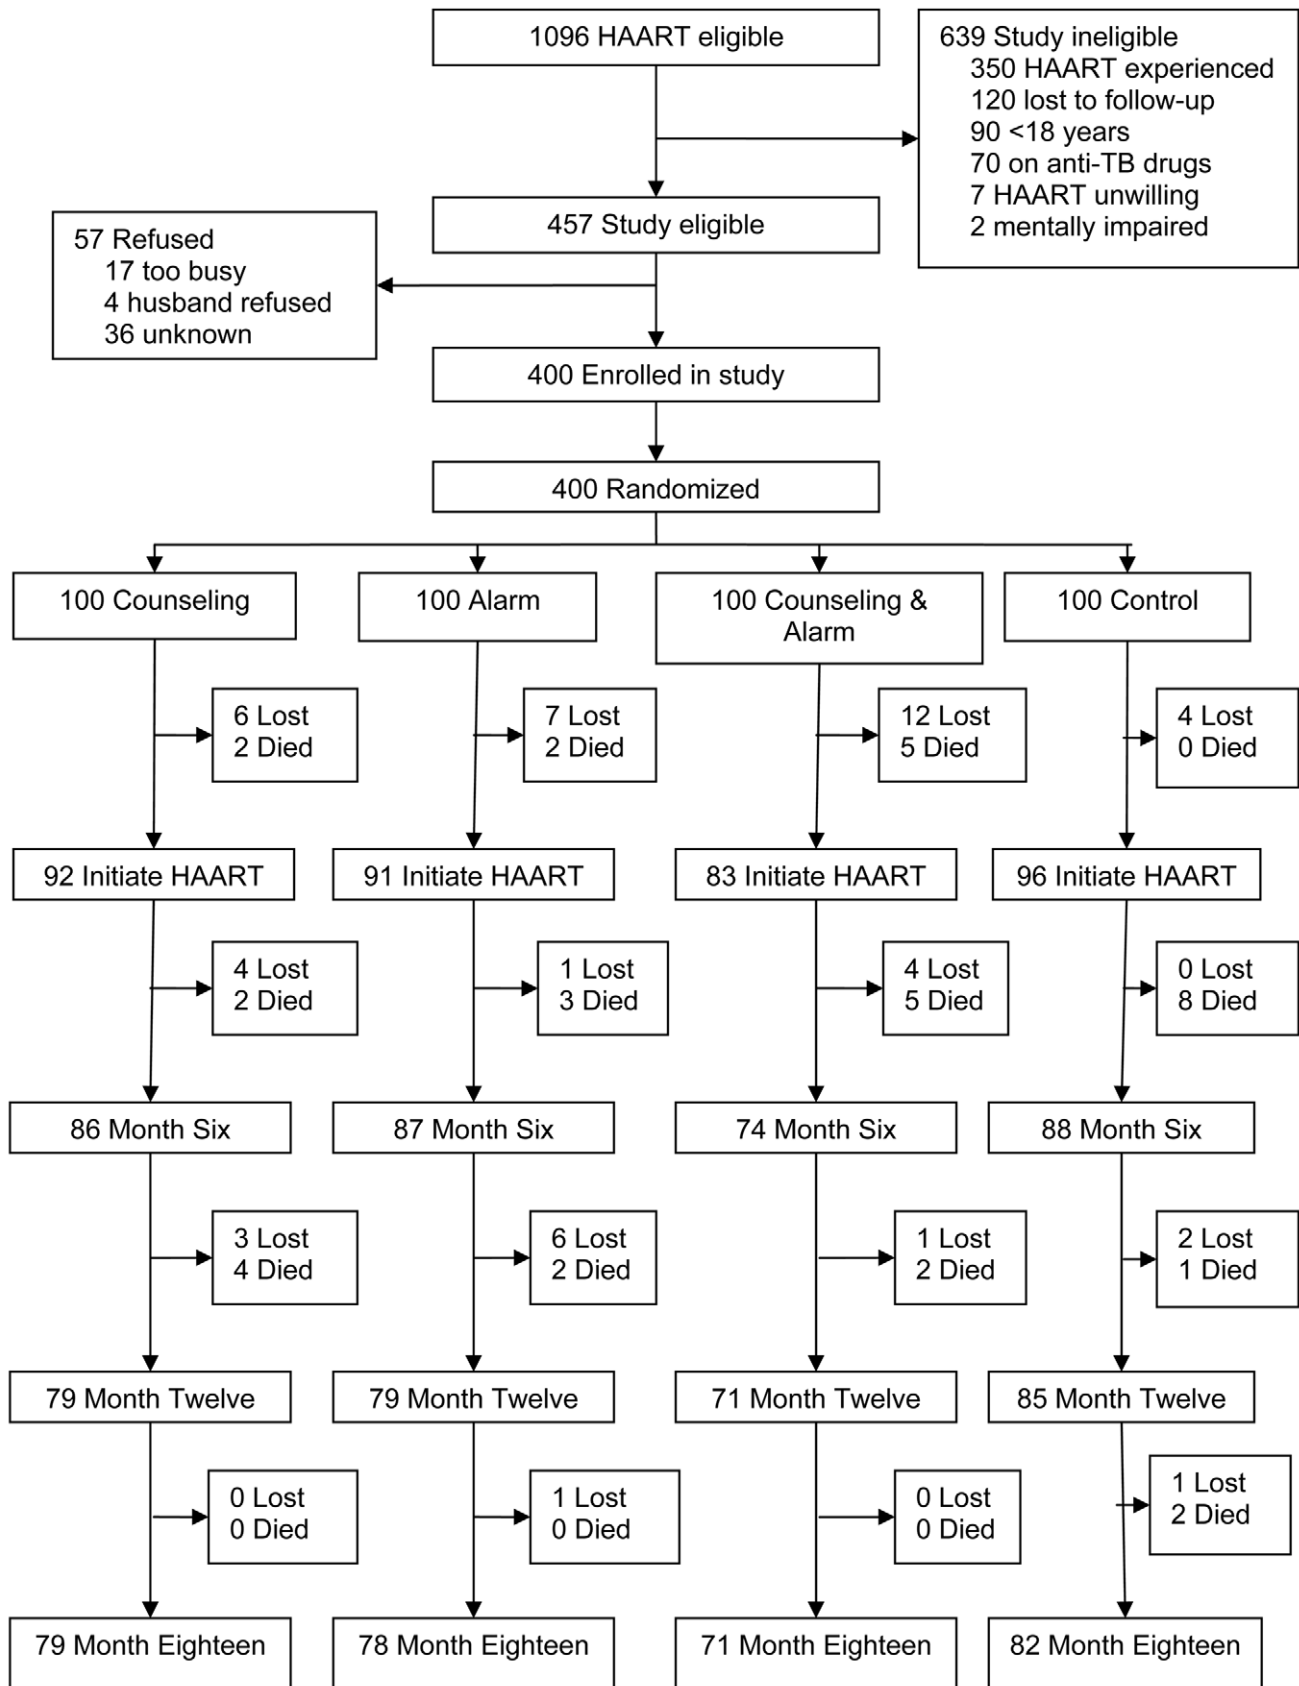 1096 HAART eligible
639 Study ineligible
350 HAART experienced
120 lost to follow-up
90 <18 years
70 on anti-TB drugs
7 HAART unwilling
2 mentally impaired
457 Study eligible
57 Refused
17 too busy
4 husband refused
36 unknown
400 Enrolled in study
400 Randomized
100 Counseling
100 Alarm
100 Counseling &
Alarm
100 Control
6 Lost
2 Died
7 Lost
2 Died
12 Lost
5 Died
4 Lost
0 Died
92 Initiate HAART
91 Initiate HAART
83 Initiate HAART
96 Initiate HAART
4 Lost
2 Died
1 Lost
3 Died
4 Lost
5 Died
0 Lost
8 Died
86 Month Six
87 Month Six
74 Month Six
88 Month Six
3 Lost
4 Died
6 Lost
2 Died
1 Lost
2 Died
2 Lost
1 Died
79 Month Twelve
79 Month Twelve
71 Month Twelve
85 Month Twelve
0 Lost
0 Died
1 Lost
0 Died
0 Lost
0 Died
1 Lost
2 Died
79 Month Eighteen
78 Month Eighteen
71 Month Eighteen
82 Month Eighteen